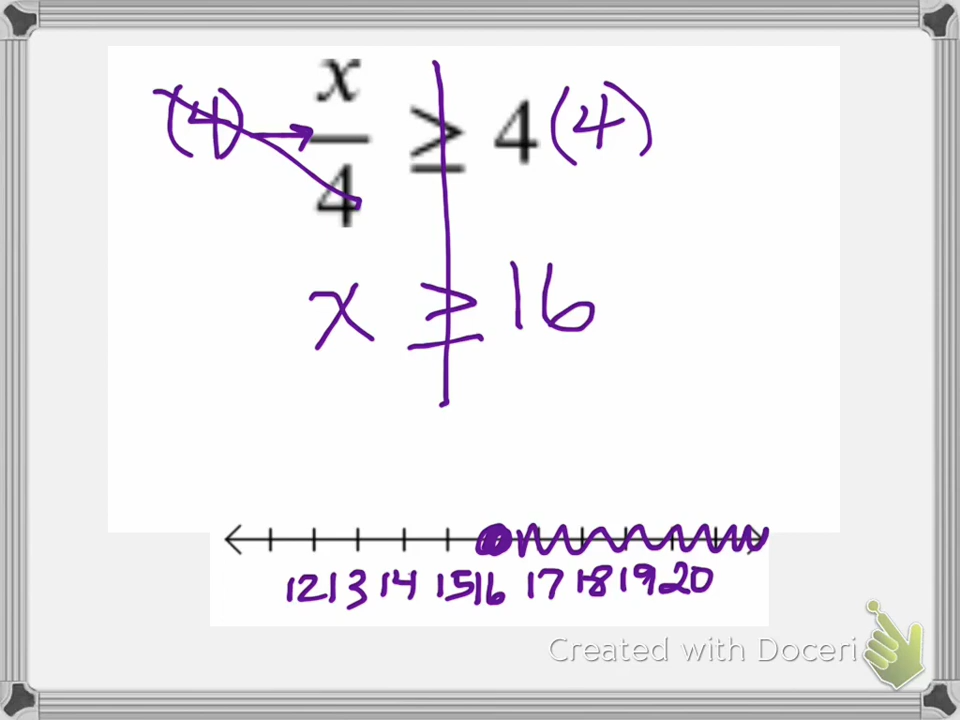 (4) x/4 ≥ 4 (4)
x ≥ 16
12 13 14 15 16 17 18 19 20
Created with Doceri